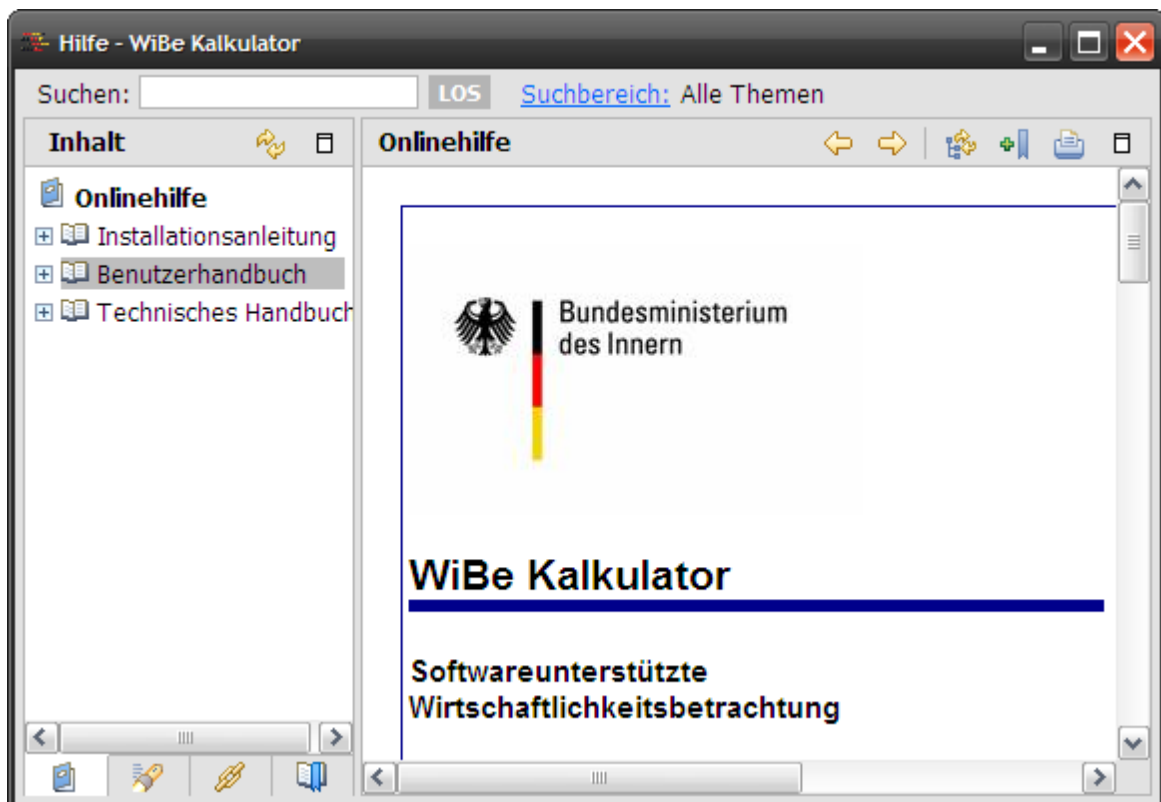 Hilfe - WiBe Kalkulator
Suchen:
LOS
Suchbereich: Alle Themen
Inhalt
Onlinehilfe
Installationsanleitung
Benutzerhandbuch
Technisches Handbuch
Onlinehilfe
Bundesministerium
des Innern
WiBe Kalkulator
Softwareunterstützte
Wirtschaftlichkeitsbetrachtung